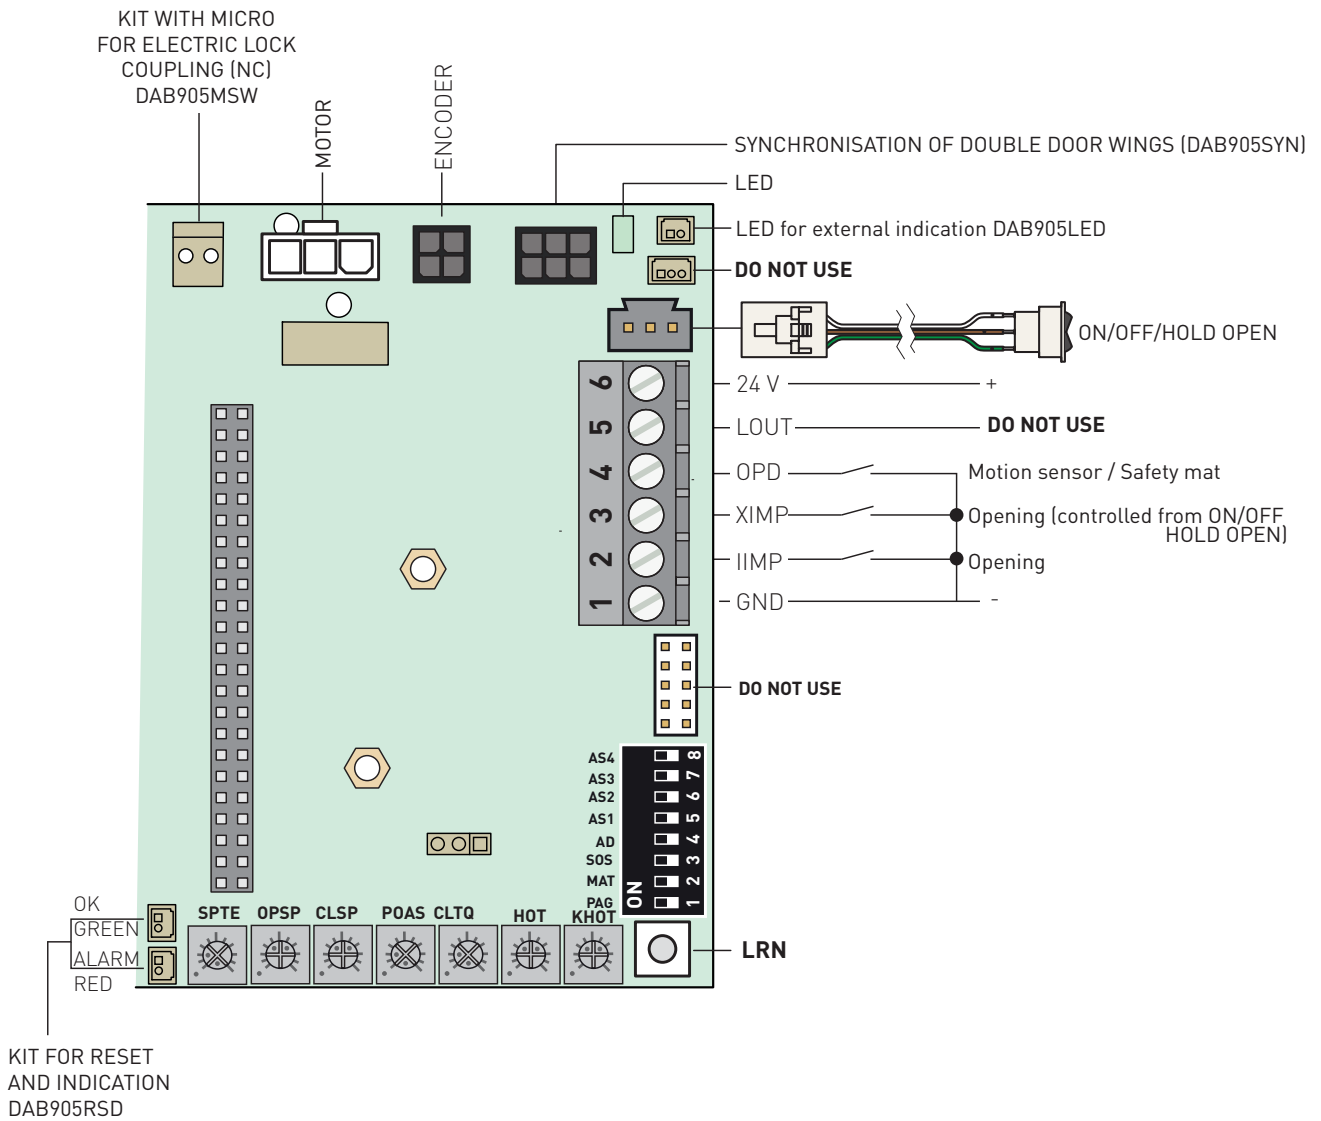 KIT WITH MICRO
FOR ELECTRIC LOCK
COUPLING (NC)
DAB905MSW
MOTOR
ENCODER
SYNCHRONISATION OF DOUBLE DOOR WINGS (DAB905SYN)
LED
LED for external indication DAB905LED
DO NOT USE
ON/OFF/HOLD OPEN
6
24 V
+
5
LOUT
DO NOT USE
4
OPD
Motion sensor / Safety mat
3
XIMP
Opening (controlled from ON/OFF
HOLD OPEN)
2
IIMP
Opening
1
GND
-
DO NOT USE
AS4
8
AS3
7
AS2
6
AS1
5
AD
4
SOS
3
MAT
2
PAG
1
ON
OK
GREEN
ALARM
RED
SPTE
OPSP
CLSP
POAS
CLTQ
HOT
KHOT
LRN
KIT FOR RESET
AND INDICATION
DAB905RSD